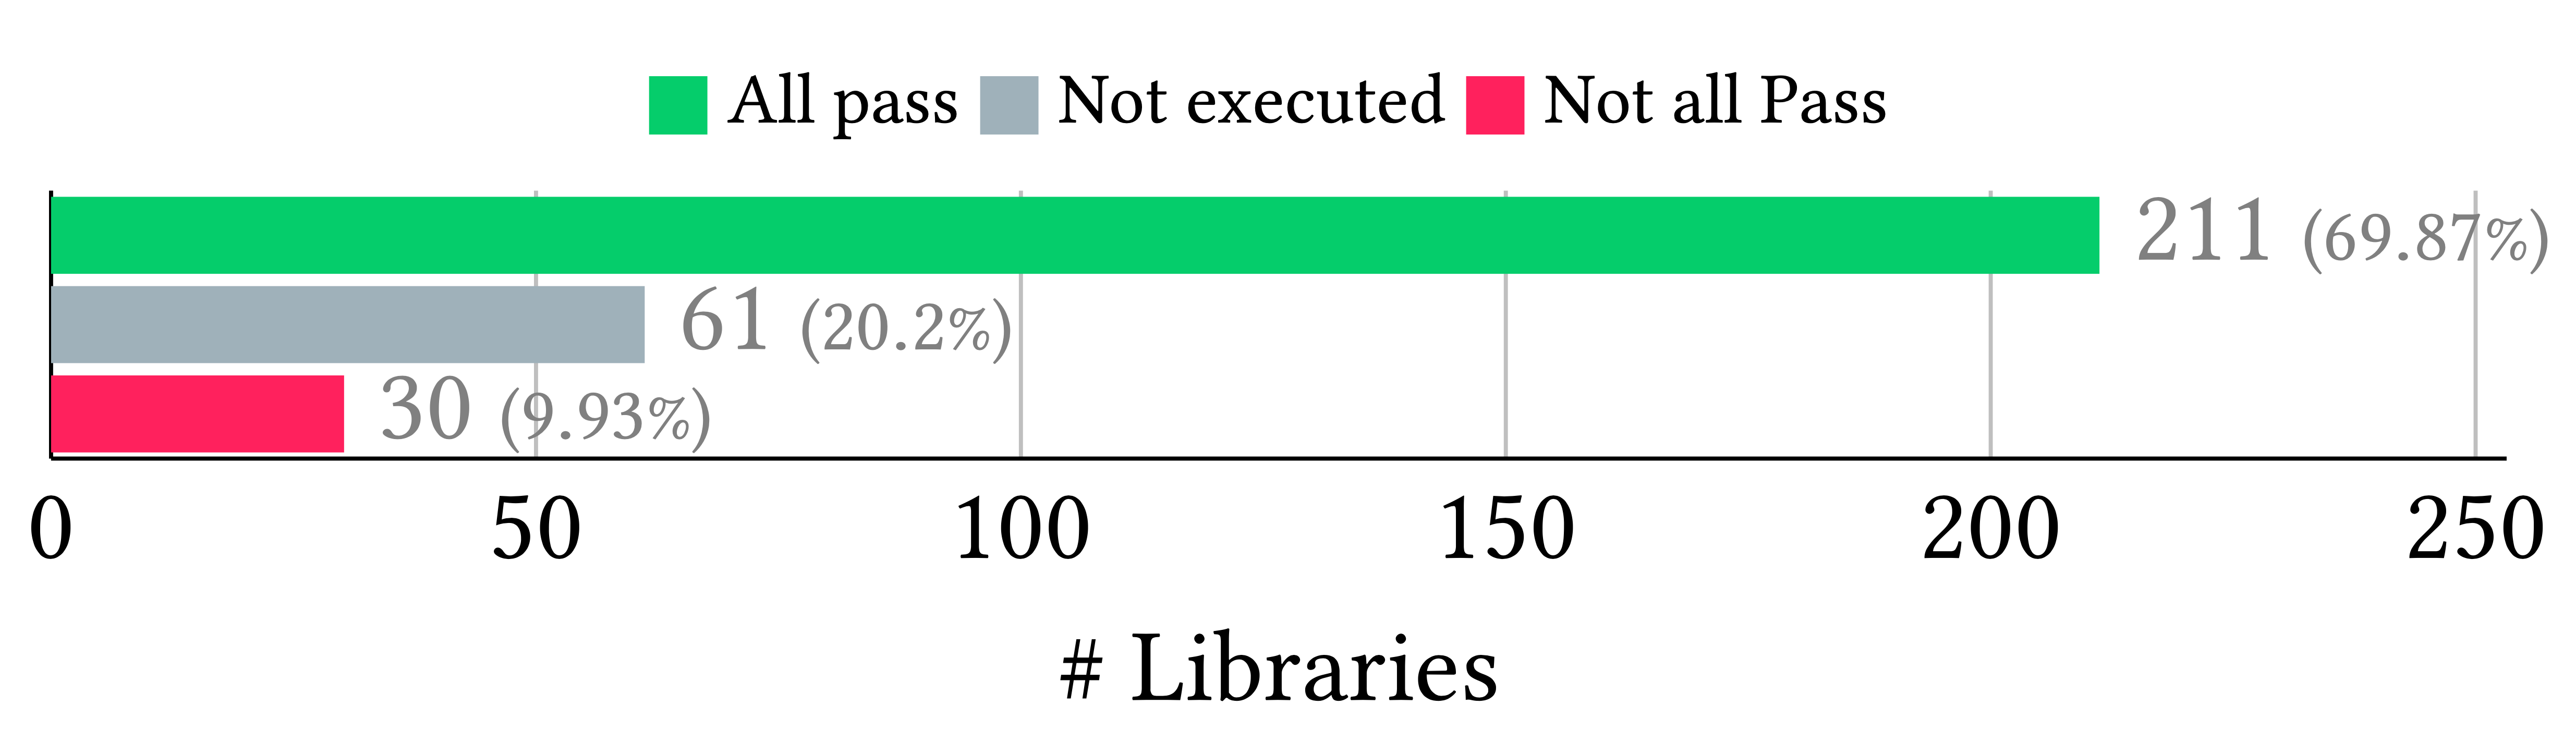 All pass Not executed Not all Pass
211 (69.87%)
61 (20.2%)
30 (9.93%)
0 50 100 150 200 250
# Libraries